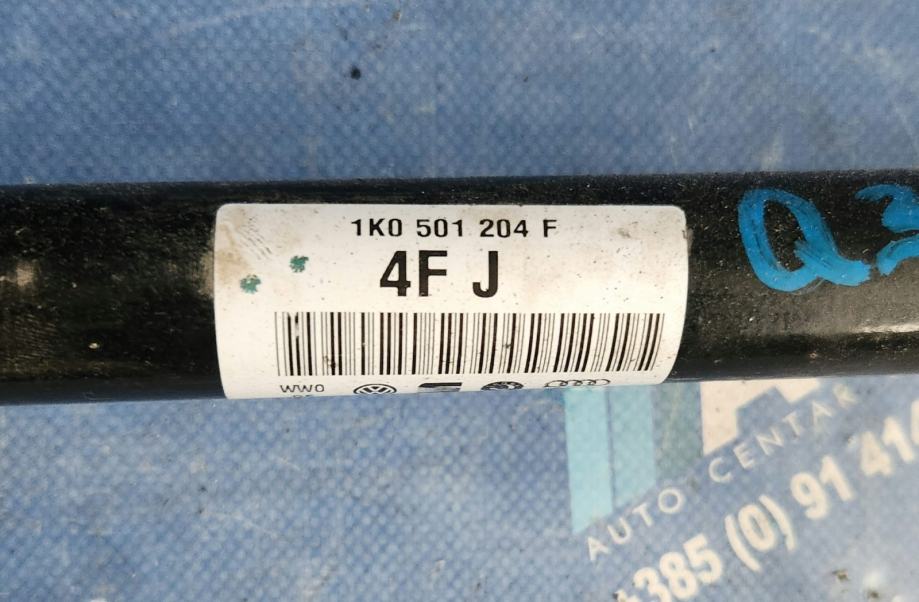 1K0 501 204 F
4F J
WW0
Q3
AUTO CENTAR
+385 (0) 91 41